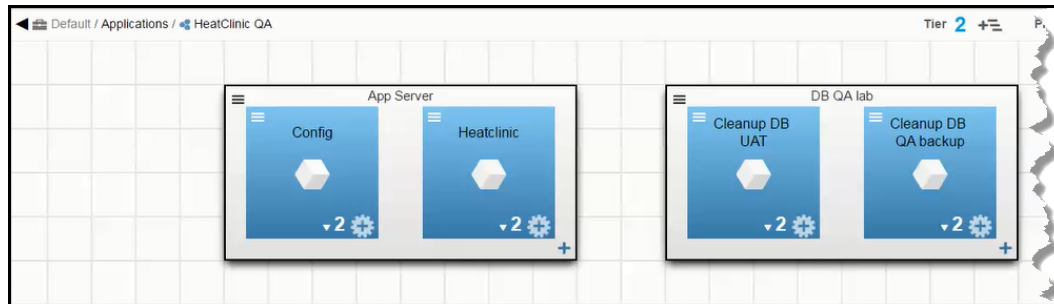 Default / Applications / HeatClinic QA
Tier 2
App Server
Config
2
Heatclinic
2
DB QA lab
Cleanup DB
UAT
2
Cleanup DB
QA backup
2